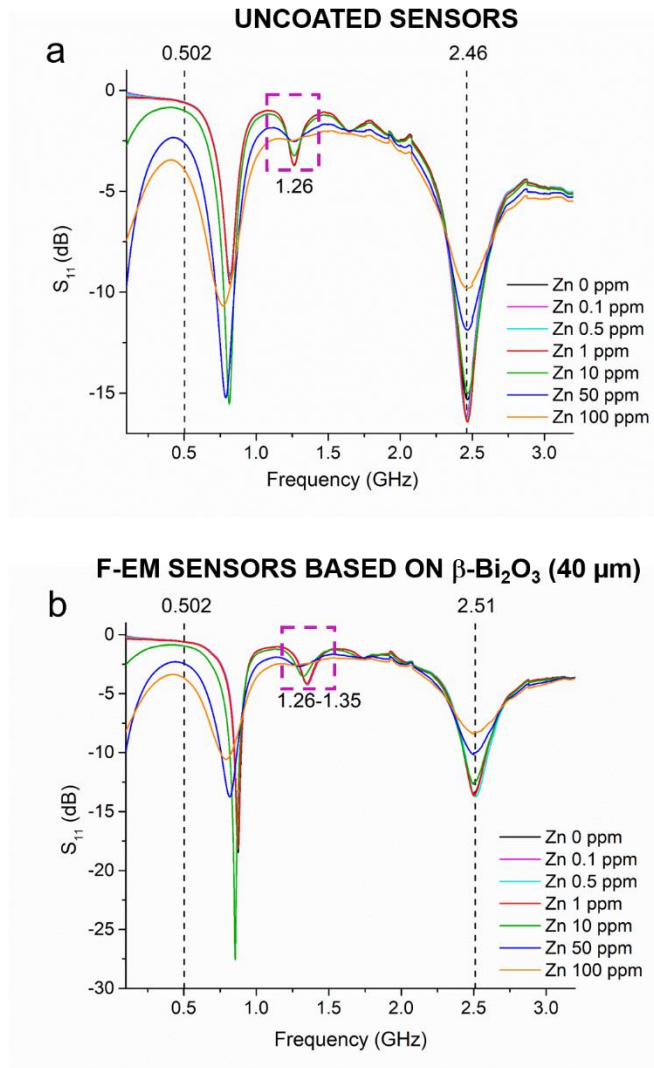 UNCOATED SENSORS
a
0.502
2.46
0
-5
-10
-15
S₁₁ (dB)
1.26
Zn 0 ppm
Zn 0.1 ppm
Zn 0.5 ppm
Zn 1 ppm
Zn 10 ppm
Zn 50 ppm
Zn 100 ppm
0.5 1.0 1.5 2.0 2.5 3.0
Frequency (GHz)
F-EM SENSORS BASED ON β-Bi₂O₃ (40 µm)
b
0.502
2.51
0
-5
-10
-15
-20
-25
-30
S₁₁ (dB)
1.26-1.35
Zn 0 ppm
Zn 0.1 ppm
Zn 0.5 ppm
Zn 1 ppm
Zn 10 ppm
Zn 50 ppm
Zn 100 ppm
0.5 1.0 1.5 2.0 2.5 3.0
Frequency (GHz)